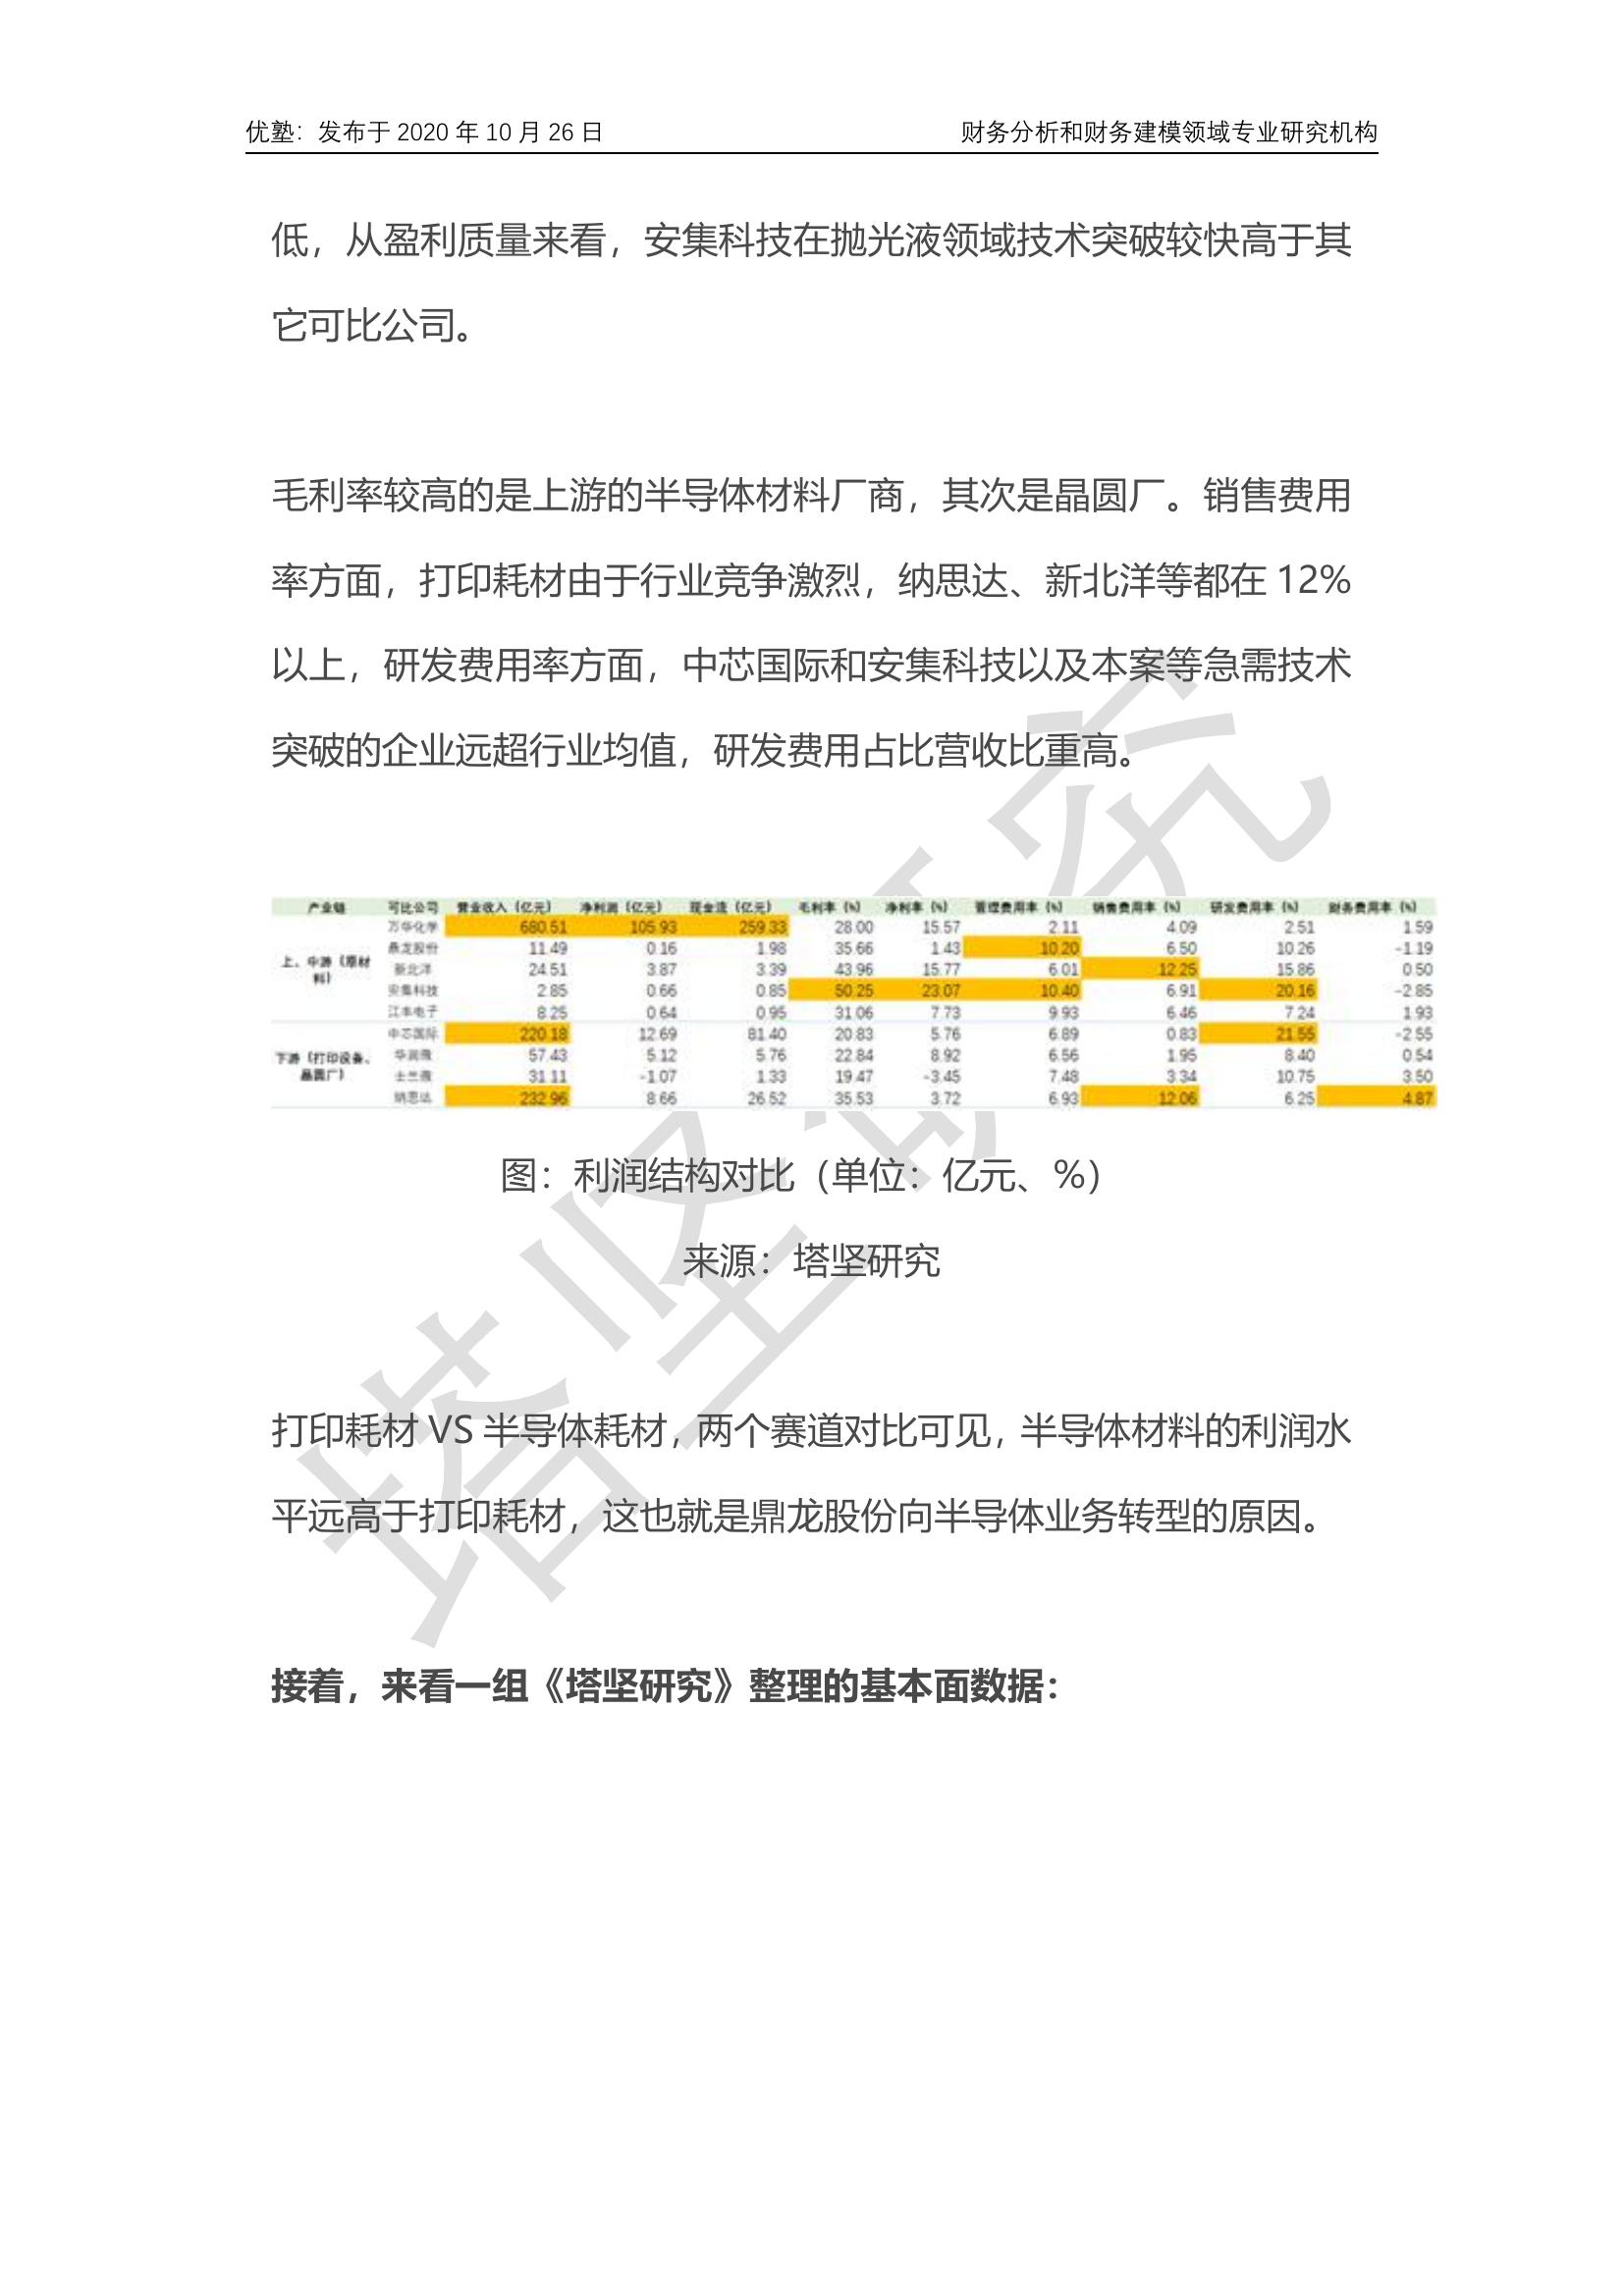 优塾：发布于 2020 年 10 月 26 日 财务分析和财务建模领域专业研究机构
低，从盈利质量来看，安集科技在抛光液领域技术突破较快高于其
它可比公司。
毛利率较高的是上游的半导体材料厂商，其次是晶圆厂。销售费用
率方面，打印耗材由于行业竞争激烈，纳思达、新北洋等都在 12%
以上，研发费用率方面，中芯国际和安集科技以及本案等急需技术
突破的企业远超行业均值，研发费用占比营收比重高。
产业链 可比公司 营业收入（亿元） 净利润（亿元） 现金流（亿元） 毛利率（%） 净利率（%） 管理费用率（%） 销售费用率（%） 研发费用率（%） 财务费用率（%）
上、中游（原材料）
万华化学 680.51 105.93 259.33 28.00 15.57 2.11 4.09 2.51 1.59
鼎龙股份 11.49 0.16 1.98 35.66 1.43 10.20 6.50 10.26 -1.19
新北洋 24.51 3.87 3.39 43.96 15.77 6.01 12.25 15.86 0.50
安集科技 2.85 0.66 0.85 50.25 23.07 10.40 6.91 20.16 -2.85
江丰电子 8.25 0.64 0.95 31.06 7.73 9.93 6.46 7.24 1.93
下游（打印设备、晶圆厂）
中芯国际 220.18 12.69 81.40 20.83 5.76 6.89 0.83 21.55 -2.55
华润微 57.43 5.12 5.76 22.84 8.92 6.56 1.95 8.40 0.54
士兰微 31.11 -1.07 1.33 19.47 -3.45 7.48 3.34 10.75 3.50
纳思达 232.96 8.66 26.52 35.53 3.72 6.93 12.06 6.25 4.87
图：利润结构对比（单位：亿元、%）
来源：塔坚研究
打印耗材 VS 半导体耗材，两个赛道对比可见，半导体材料的利润水
平远高于打印耗材，这也就是鼎龙股份向半导体业务转型的原因。
接着，来看一组《塔坚研究》整理的基本面数据：
塔坚研究